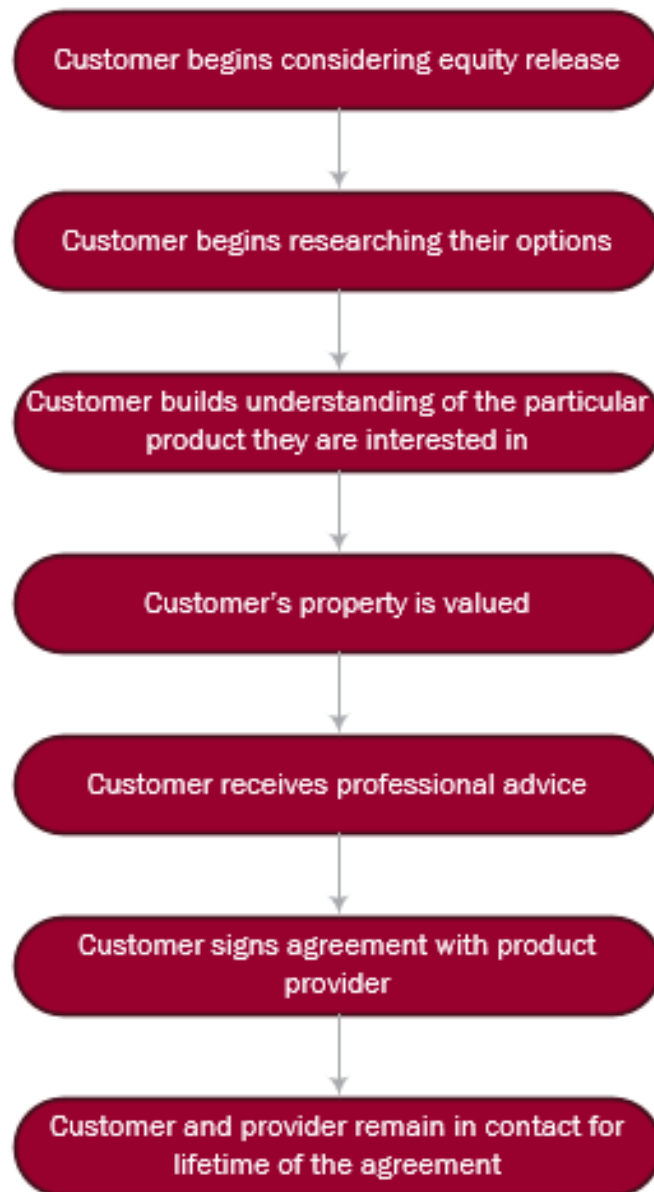 Customer begins considering equity release
Customer begins researching their options
Customer builds understanding of the particular
product they are interested in
Customer's property is valued
Customer receives professional advice
Customer signs agreement with product
provider
Customer and provider remain in contact for
lifetime of the agreement